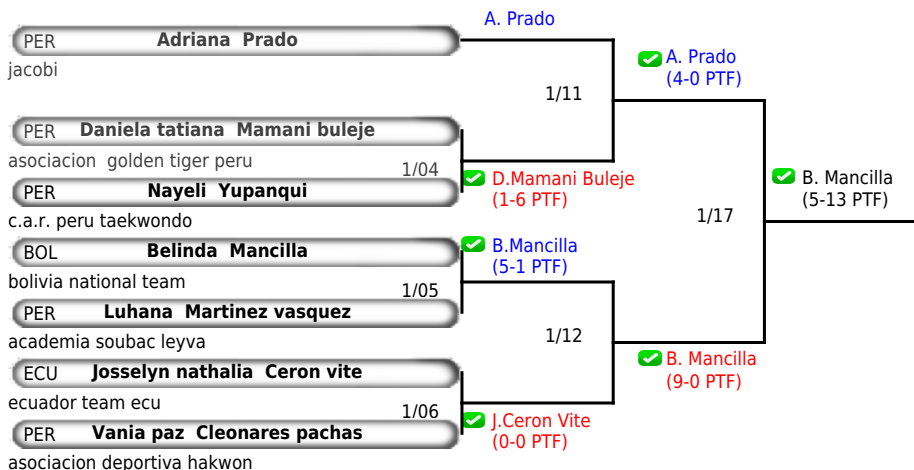 A. Prado
PER Adriana Prado
jacobi
A. Prado
(4-0 PTF)
1/11
PER Daniela tatiana Mamani buleje
asociacion golden tiger peru
1/04
D.Mamani Buleje
(1-6 PTF)
PER Nayeli Yupanqui
c.a.r. peru taekwondo
B. Mancilla
(5-13 PTF)
1/17
BOL Belinda Mancilla
bolivia national team
B.Mancilla
(5-1 PTF)
1/05
PER Luhana Martinez vasquez
academia soubac leyva
1/12
B. Mancilla
(9-0 PTF)
ECU Josselyn nathalia Ceron vite
ecuador team ecu
1/06
J.Ceron Vite
(0-0 PTF)
PER Vania paz Cleonares pachas
asociacion deportiva hakwon